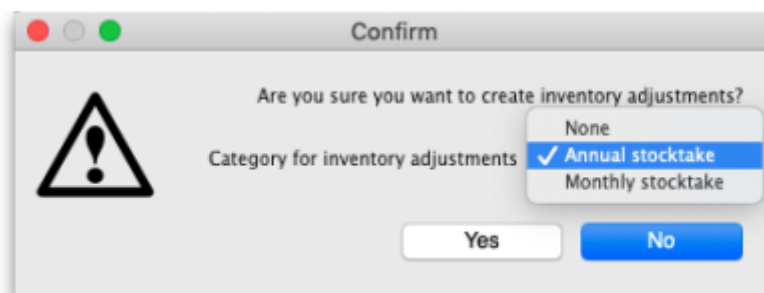 Confirm
Are you sure you want to create inventory adjustments?
None
Category for inventory adjustments ✓ Annual stocktake
Monthly stocktake
Yes No